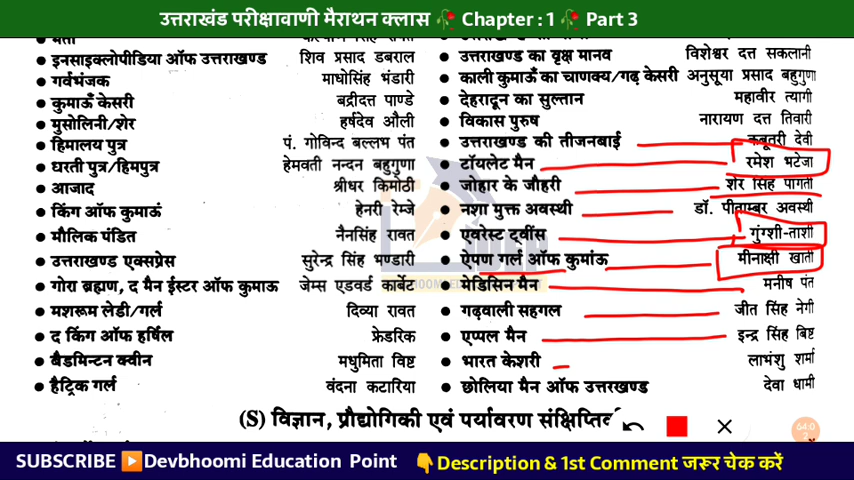 उत्तराखंड परीक्षावाणी मैराथन क्लास 🥀 Chapter : 1 🥀 Part 3
• इनसाइक्लोपीडिया ऑफ उत्तराखण्ड शिव प्रसाद डबराल
• गर्वभंजक माधोसिंह भंडारी
• कुमाऊँ केसरी बद्रीदत्त पाण्डे
• मुसोलिनी/शेर हर्षदेव औली
• हिमालय पुत्र पं. गोविन्द बल्लभ पंत
• धरती पुत्र/हिमपुत्र हेमवती नन्दन बहुगुणा
• आजाद श्रीधर किमोठी
• किंग ऑफ कुमाऊं हेनरी रेम्जे
• मौलिक पंडित नैनसिंह रावत
• उत्तराखण्ड एक्सप्रेस सुरेन्द्र सिंह भण्डारी
• गोरा ब्रह्मण, द मैन ईस्टर ऑफ कुमाऊ जेम्स एडवर्ड कार्बेट
• मशरूम लेडी/गर्ल दिव्या रावत
• द किंग ऑफ हर्षिल फ्रेडरिक
• बैडमिन्टन क्वीन मधुमिता विष्ट
• हैट्रिक गर्ल वंदना कटारिया
• उत्तराखण्ड का वृक्ष मानव विशेश्वर दत्त सकलानी
• काली कुमाऊँ का चाणक्य/गढ़ केसरी अनुसूया प्रसाद बहुगुणा
• देहरादून का सुल्तान महावीर त्यागी
• विकास पुरुष नारायण दत्त तिवारी
• उत्तराखण्ड की तीजनबाई कबूतरी देवी
• टॉयलेट मैन रमेश भटेजा
• जोहार के जौहरी शेर सिंह पागती
• नशा मुक्त अवस्थी डॉ. पीताम्बर अवस्थी
• एवरेस्ट ट्वींस गुंग्शी-ताशी
• ऐपण गर्ल ऑफ कुमांऊ मीनाक्षी खाती
• मेडिसिन मैन मनीष पंत
• गढ़वाली सहगल जीत सिंह नेगी
• एप्पल मैन इन्द्र सिंह बिष्ट
• भारत केशरी लाभंशु शर्मा
• छोलिया मैन ऑफ उत्तरखण्ड देवा धामी
(S) विज्ञान, प्रौद्योगिकी एवं पर्यावरण
SUBSCRIBE ▶️Devbhoomi Education Point 👇Description & 1st Comment जरूर चेक करें